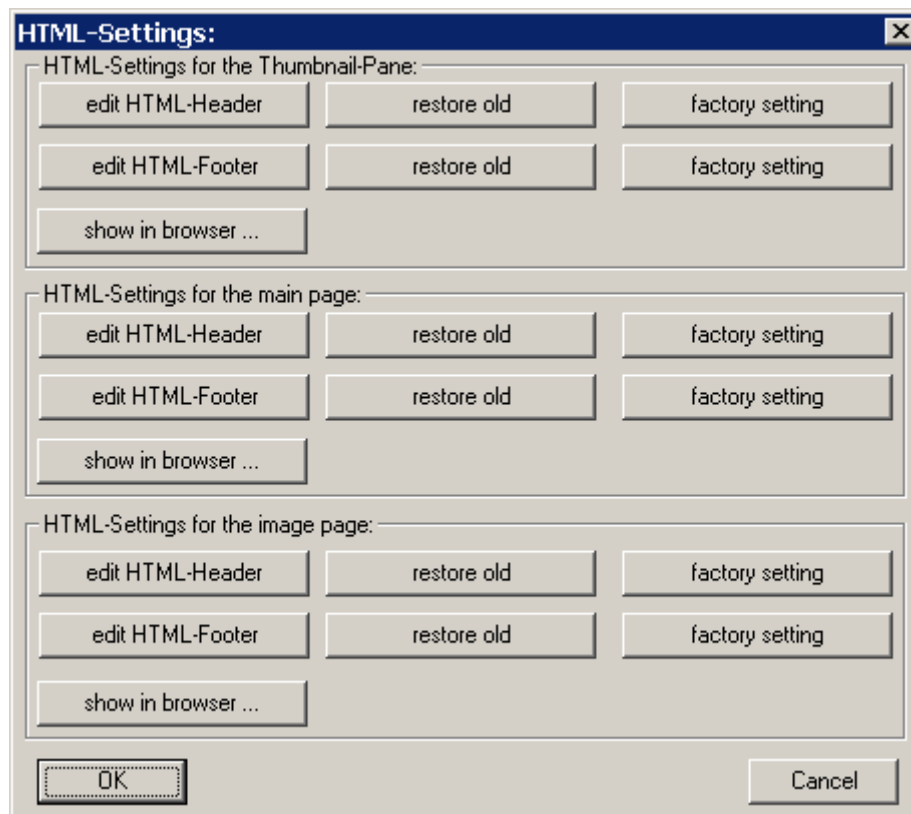 HTML-Settings:
HTML-Settings for the Thumbnail-Pane:
edit HTML-Header restore old factory setting
edit HTML-Footer restore old factory setting
show in browser ...
HTML-Settings for the main page:
edit HTML-Header restore old factory setting
edit HTML-Footer restore old factory setting
show in browser ...
HTML-Settings for the image page:
edit HTML-Header restore old factory setting
edit HTML-Footer restore old factory setting
show in browser ...
OK Cancel